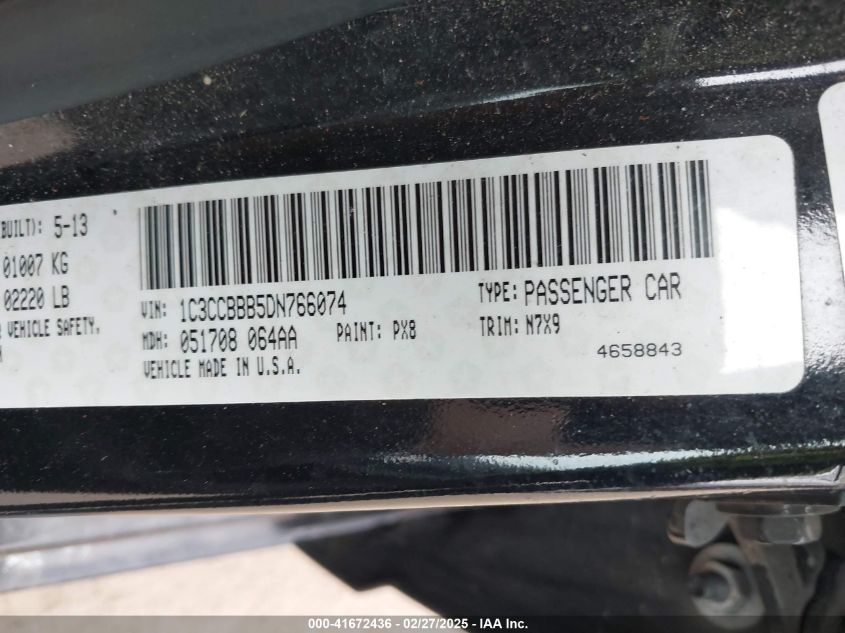 BUILT): 5-13
01007 KG
02220 LB
VEHICLE SAFETY,
VIN: 1C3CCBBB5DN766074 TYPE: PASSENGER CAR
MDH: 051708 064AA PAINT: PX8 TRIM: N7X9
VEHICLE MADE IN U.S.A. 4658843
000-41672436 - 02/27/2025 - IAA Inc.